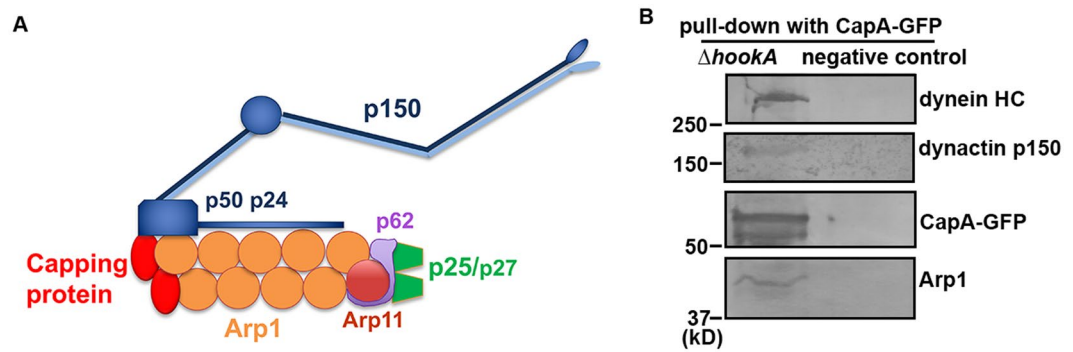 A
p150
p50 p24
p62
Capping
protein
p25/p27
Arp11
Arp1
B
pull-down with CapA-GFP
ΔhookA negative control
dynein HC
250
dynactin p150
150
CapA-GFP
50
Arp1
37
(kD)